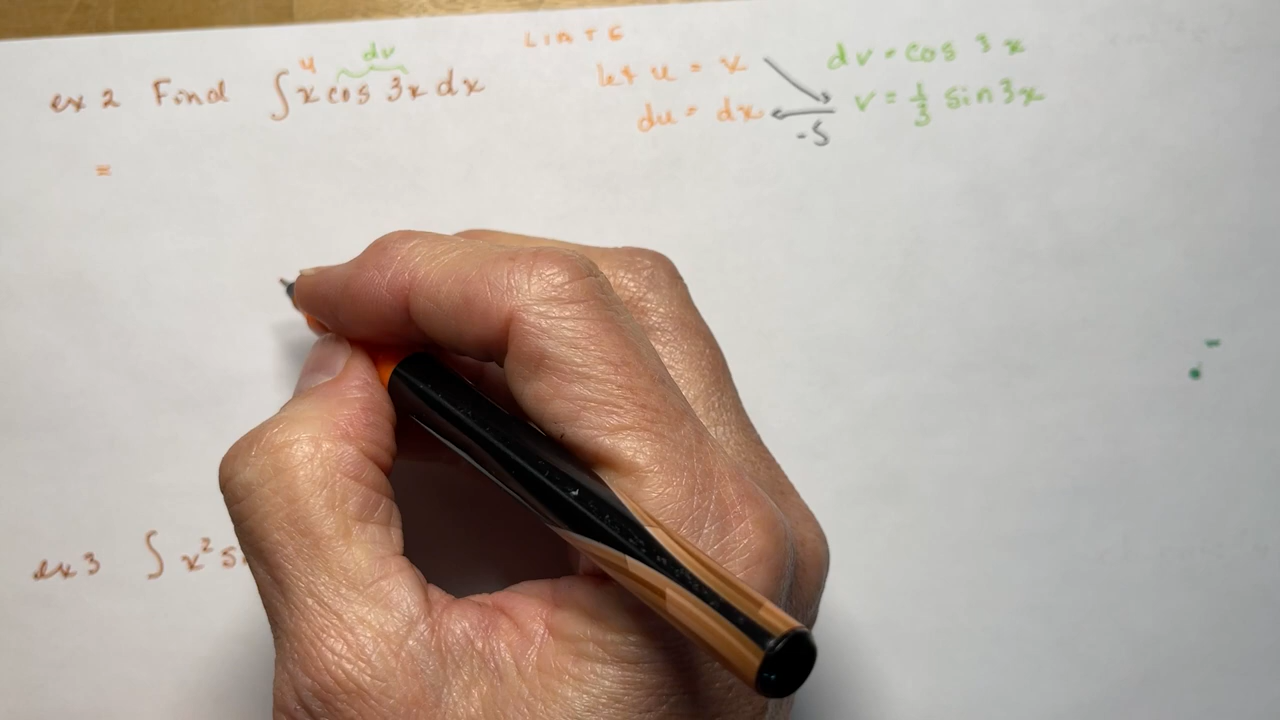 LIATE
ex 2 Find ∫ x cos 3x dx
u dv
let u = x dv = cos 3x
du = dx v = 1/3 sin 3x
-∫
=
ex 3 ∫ x² si